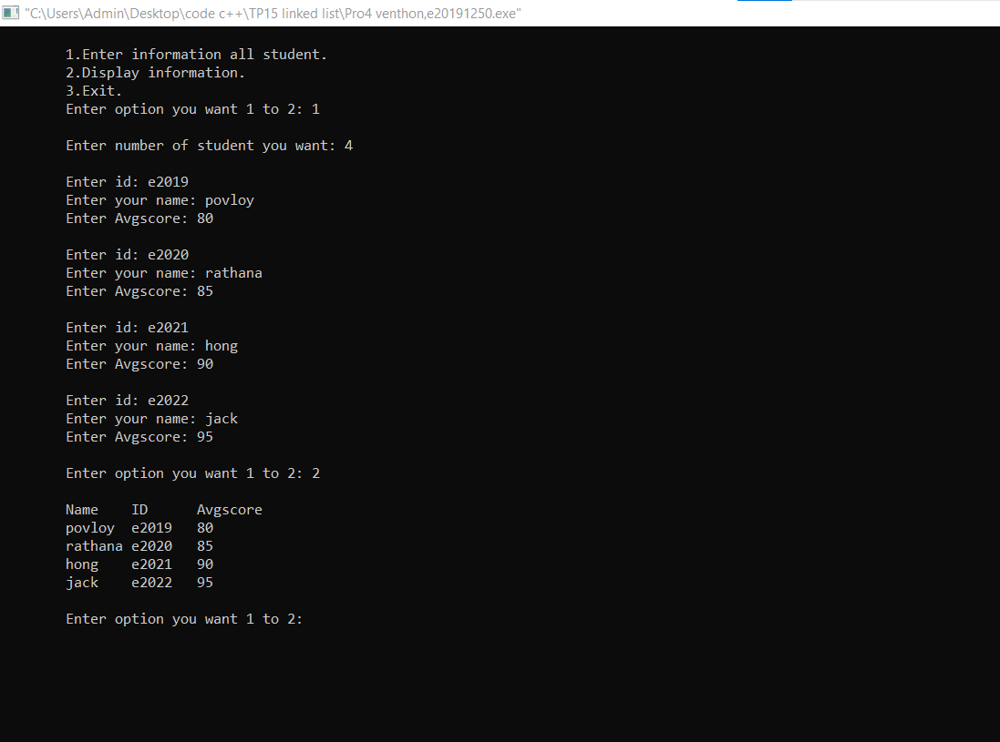 "C:\Users\Admin\Desktop\code c++\TP15 linked list\Pro4 venthon,e20191250.exe"
1.Enter information all student.
2.Display information.
3.Exit.
Enter option you want 1 to 2: 1
Enter number of student you want: 4
Enter id: e2019
Enter your name: povloy
Enter Avgscore: 80
Enter id: e2020
Enter your name: rathana
Enter Avgscore: 85
Enter id: e2021
Enter your name: hong
Enter Avgscore: 90
Enter id: e2022
Enter your name: jack
Enter Avgscore: 95
Enter option you want 1 to 2: 2
Name ID Avgscore
povloy e2019 80
rathana e2020 85
hong e2021 90
jack e2022 95
Enter option you want 1 to 2: